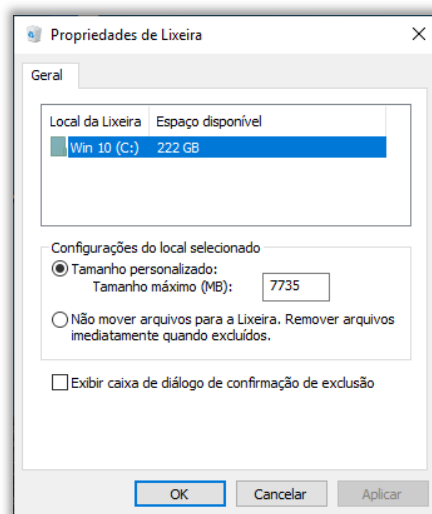 Propriedades de Lixeira
Geral
Local da Lixeira Espaço disponível
Win 10 (C:) 222 GB
Configurações do local selecionado
Tamanho personalizado:
Tamanho máximo (MB): 7735
Não mover arquivos para a Lixeira. Remover arquivos
imediatamente quando excluídos.
Exibir caixa de diálogo de confirmação de exclusão
OK Cancelar Aplicar